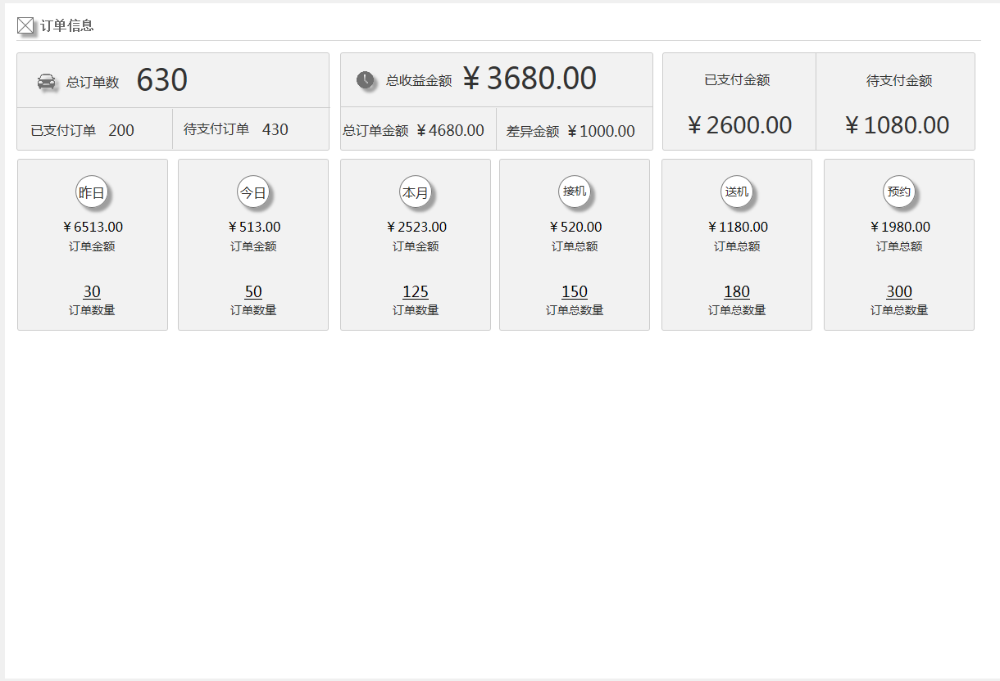 订单信息
总订单数 630
已支付订单 200
待支付订单 430
总收益金额 ￥3680.00
总订单金额 ￥4680.00
差异金额 ￥1000.00
已支付金额
￥2600.00
待支付金额
￥1080.00
昨日
￥6513.00
订单金额
30
订单数量
今日
￥513.00
订单金额
50
订单数量
本月
￥2523.00
订单金额
125
订单数量
接机
￥520.00
订单总额
150
订单总数量
送机
￥1180.00
订单总额
180
订单总数量
预约
￥1980.00
订单总额
300
订单总数量